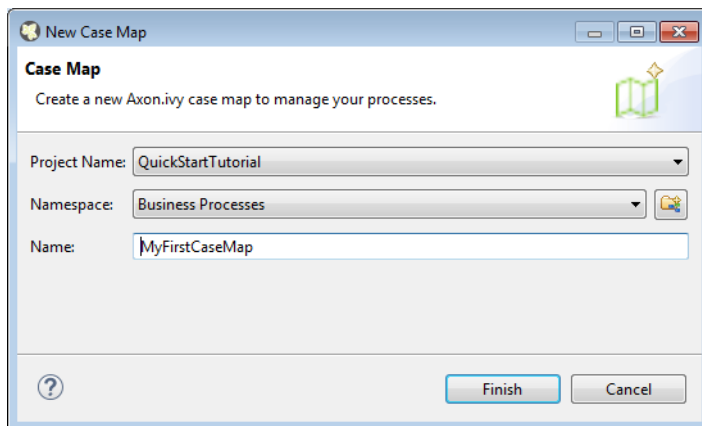 New Case Map
Case Map
Create a new Axon.ivy case map to manage your processes.
Project Name: QuickStartTutorial
Namespace: Business Processes
Name: MyFirstCaseMap
?
Finish Cancel